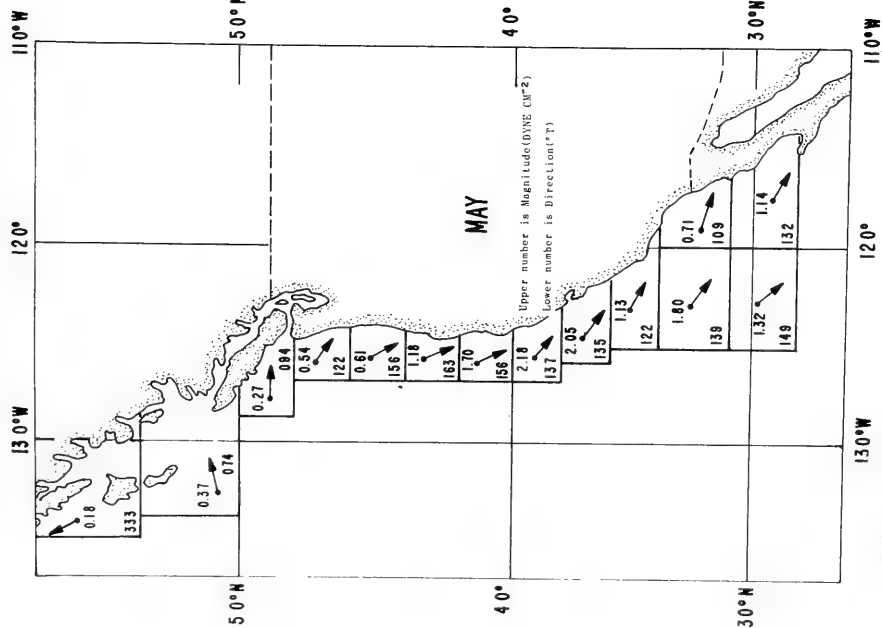 130°W
120°
110°W
50°N
50°N
0.18
333
0.37
074
0.27
094
0.54
122
0.61
156
1.18
163
1.70
156
MAY
Upper number is Magnitude(DYNE CM⁻²)
Lower number is Direction(°T)
40°
40°
2.18
137
2.05
135
1.13
122
1.80
139
0.71
109
1.32
149
1.14
132
30°N
30°N
130°W
120°
110°W